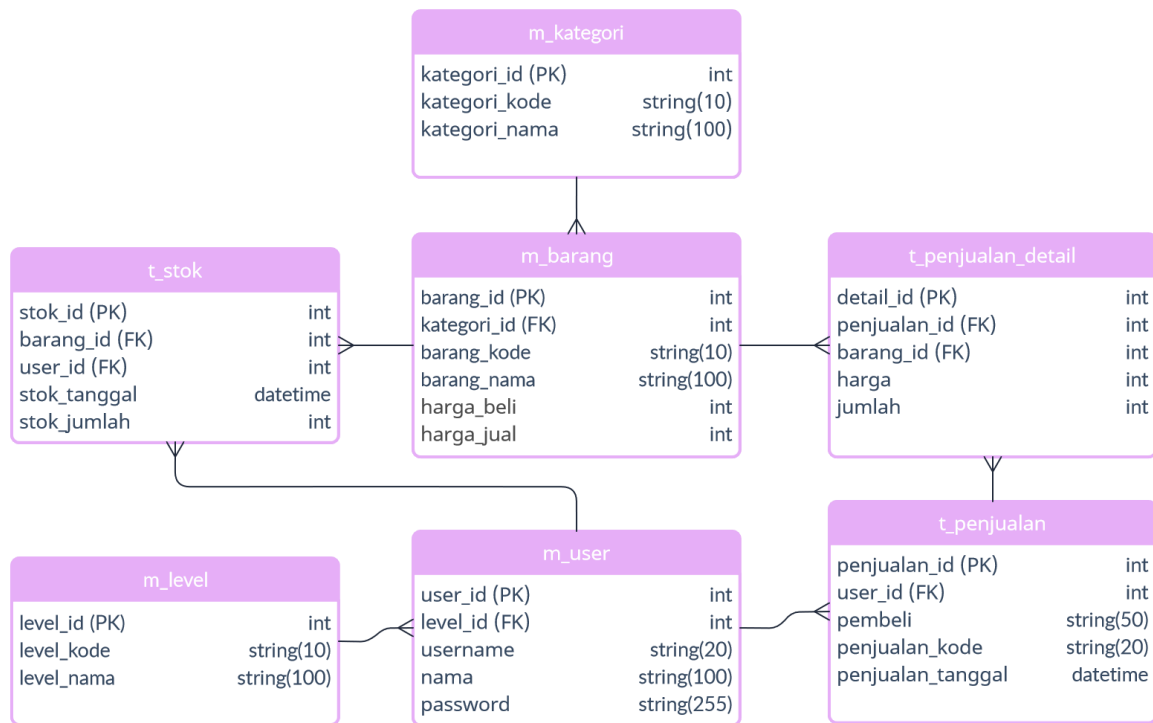 m_kategori
kategori_id (PK) int
kategori_kode string(10)
kategori_nama string(100)
t_stok
stok_id (PK) int
barang_id (FK) int
user_id (FK) int
stok_tanggal datetime
stok_jumlah int
m_barang
barang_id (PK) int
kategori_id (FK) int
barang_kode string(10)
barang_nama string(100)
harga_beli int
harga_jual int
t_penjualan_detail
detail_id (PK) int
penjualan_id (FK) int
barang_id (FK) int
harga int
jumlah int
m_level
level_id (PK) int
level_kode string(10)
level_nama string(100)
m_user
user_id (PK) int
level_id (FK) int
username string(20)
nama string(100)
password string(255)
t_penjualan
penjualan_id (PK) int
user_id (FK) int
pembeli string(50)
penjualan_kode string(20)
penjualan_tanggal datetime